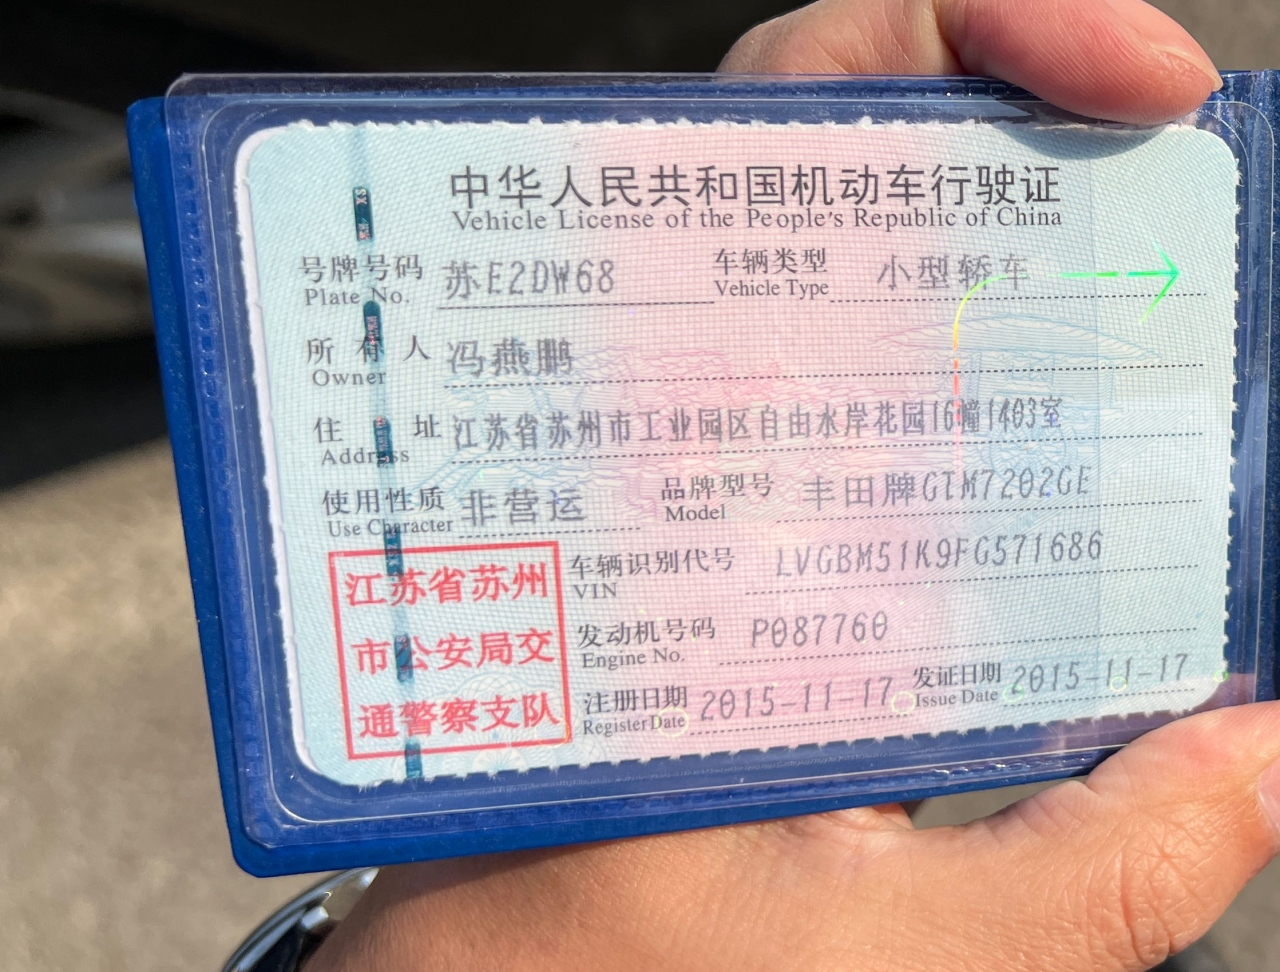 中华人民共和国机动车行驶证
Vehicle License of the People's Republic of China
号牌号码 苏E2DW68 车辆类型 小型轿车
Plate No. Vehicle Type
所有人 冯燕鹏
Owner
住址 江苏省苏州市工业园区自由水岸花园16幢1403室
Address
使用性质 非营运 品牌型号 丰田牌GTM7202GE
Use Character Model
车辆识别代号 LVGBM51K9FG571686
VIN
发动机号码 P087760
Engine No.
注册日期 2015-11-17 发证日期 2015-11-17
Register Date Issue Date
江苏省苏州
市公安局交
通警察支队